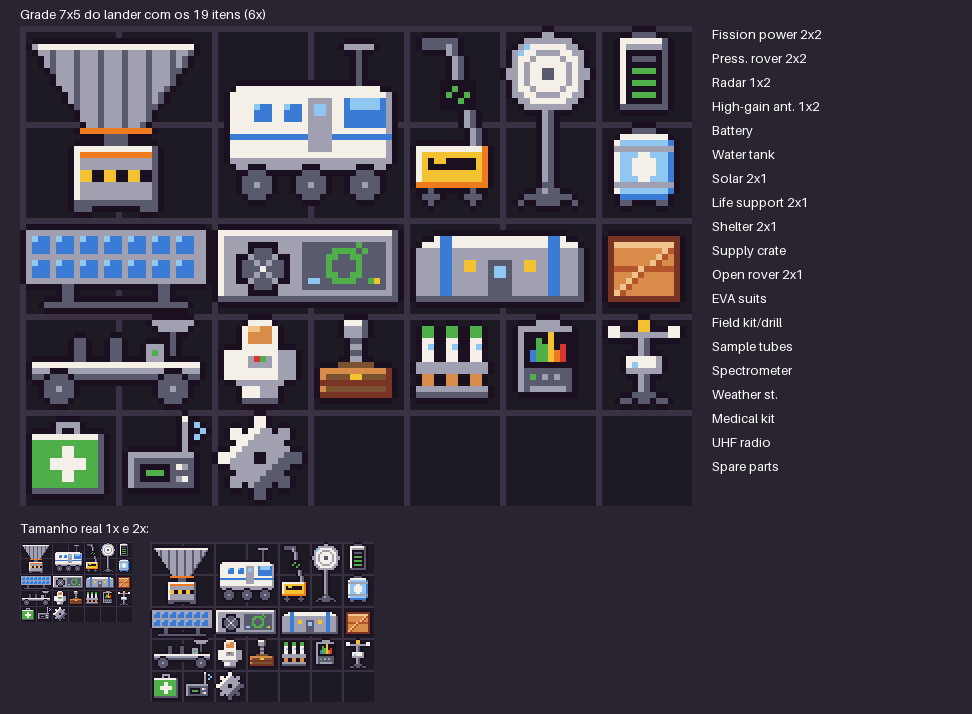 Grade 7x5 do lander com os 19 itens (6x)
Fission power 2x2
Press. rover 2x2
Radar 1x2
High-gain ant. 1x2
Battery
Water tank
Solar 2x1
Life support 2x1
Shelter 2x1
Supply crate
Open rover 2x1
EVA suits
Field kit/drill
Sample tubes
Spectrometer
Weather st.
Medical kit
UHF radio
Spare parts
Tamanho real 1x e 2x: